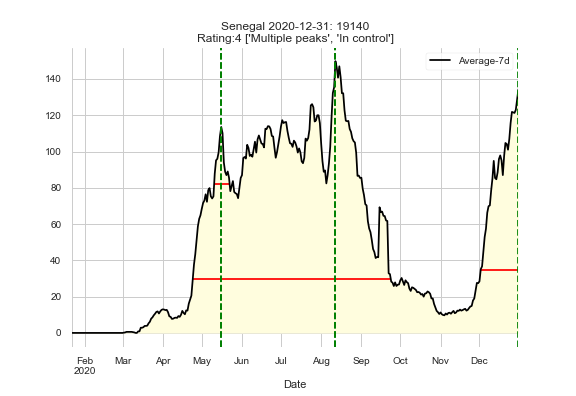 Senegal 2020-12-31: 19140
Rating:4 ['Multiple peaks', 'In control']
Average-7d
140
120
100
80
60
40
20
0
Feb Mar Apr May Jun Jul Aug Sep Oct Nov Dec
2020
Date